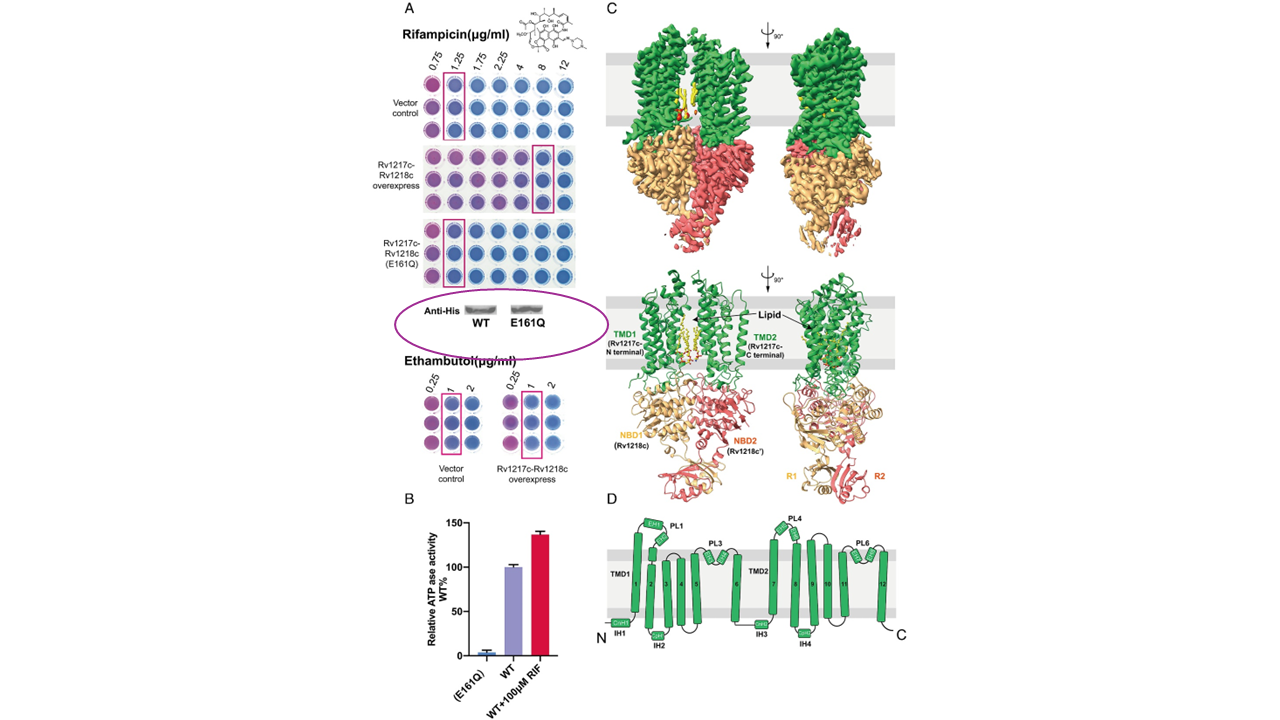 A
Rifampicin(µg/ml)
0.75 1.25 1.75 2.25 4 8 12
Vector
control
Rv1217c-
Rv1218c
overexpress
Rv1217c-
Rv1218c
(E161Q)
Anti-His
WT E161Q
Ethambutol(µg/ml)
0.25 1 2 0.25 1 2
Vector
control
Rv1217c-Rv1218c
overexpress
B
Relative ATP ase activity
WT%
150
100
50
0
(E161Q) WT WT+100µM RIF
C
90°
90°
Lipid
TMD1
(Rv1217c-
N terminal)
TMD2
(Rv1217c-
C terminal)
NBD1
(Rv1218c)
NBD2
(Rv1218c')
R1 R2
D
PL1 PL3 PL4 PL6
EH1
TMD1 1 2 3 4 5 6
TMD2 7 8 9 10 11 12
CnH1
N IH1 IH2 IH3 IH4 C